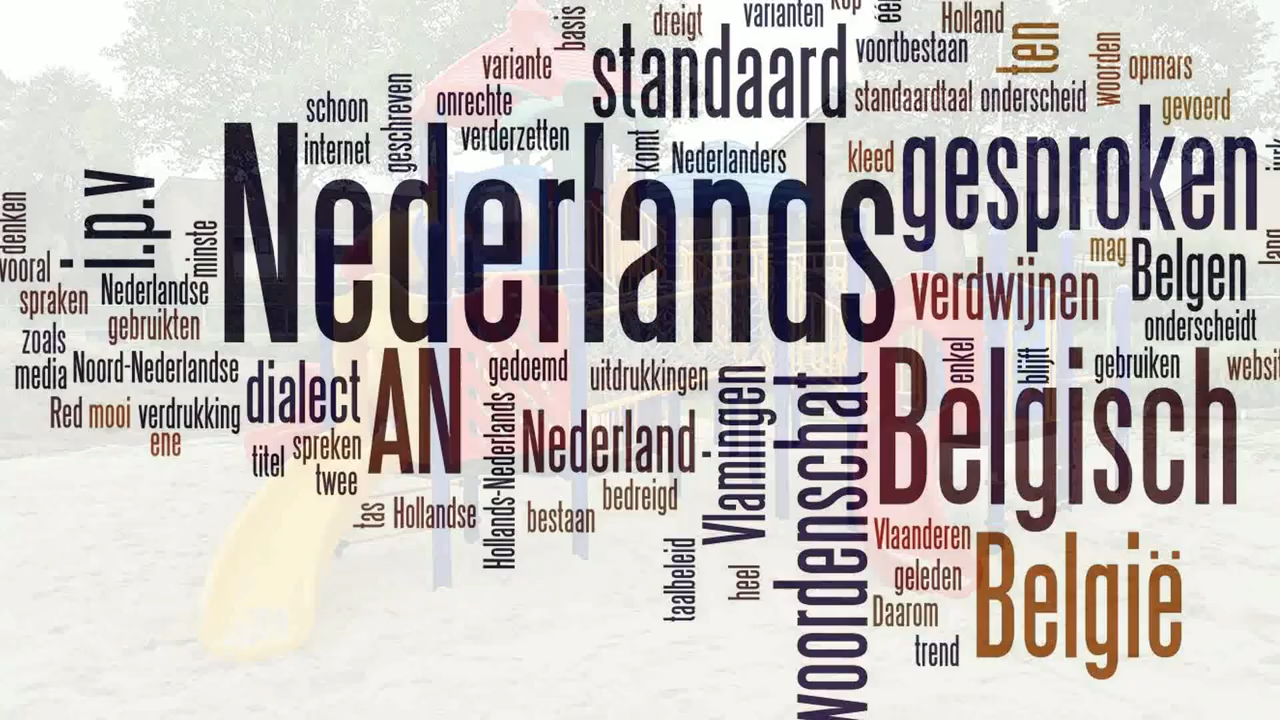 basis
dreigt
varianten
Holland
ten
standaard
voortbestaan
woorden
opmars
variante
schoon
geschreven
onrechte
standaardtaal
onderscheid
gevoerd
internet
verderzetten
komt
Nederlanders
kleed
gesproken
Nederlands
i.p.v
denken
minste
vooral
mag
Belgen
spraken
Nederlandse
verdwijnen
gebruikten
onderscheidt
zoals
enkel
blijft
gebruiken
media
Noord-Nederlandse
dialect
AN
gedoemd
uitdrukkingen
Vlamingen
woordenschat
Belgisch
Red
mooi
verdrukking
ene
titel
spreken
twee
Hollands-Nederlands
Nederland
bedreigd
tas
Hollandse
bestaan
Vlaanderen
België
taalbeleid
heel
geleden
Daarom
trend